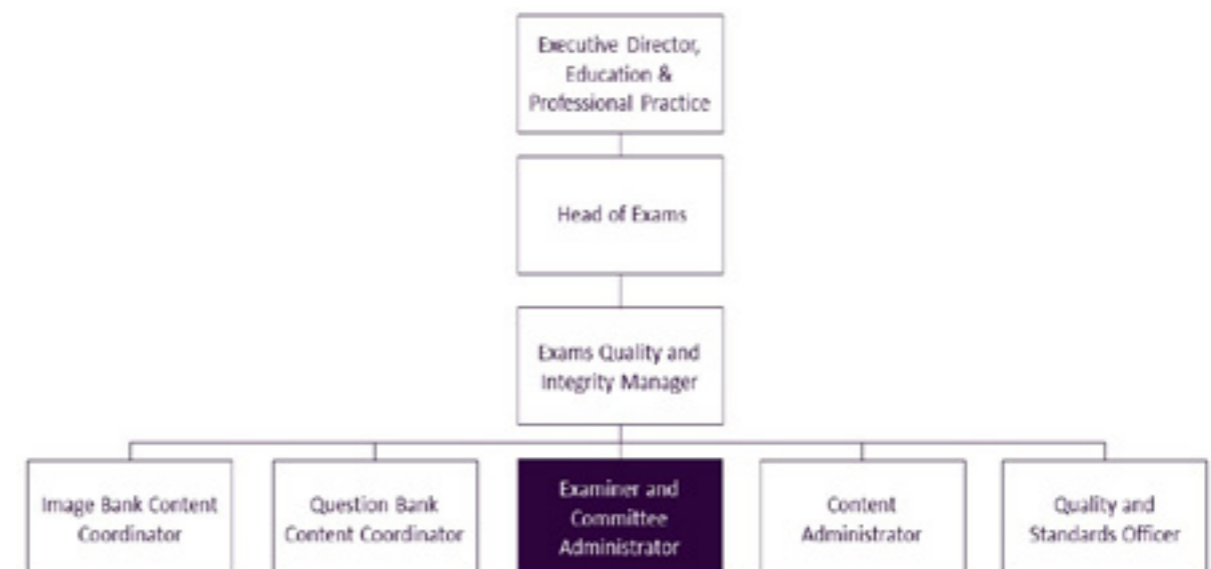 Executive Director,
Education &
Professional Practice
Head of Exams
Exams Quality and
Integrity Manager
Image Bank Content
Coordinator
Question Bank
Content Coordinator
Examiner and
Committee
Administrator
Content
Administrator
Quality and
Standards Officer